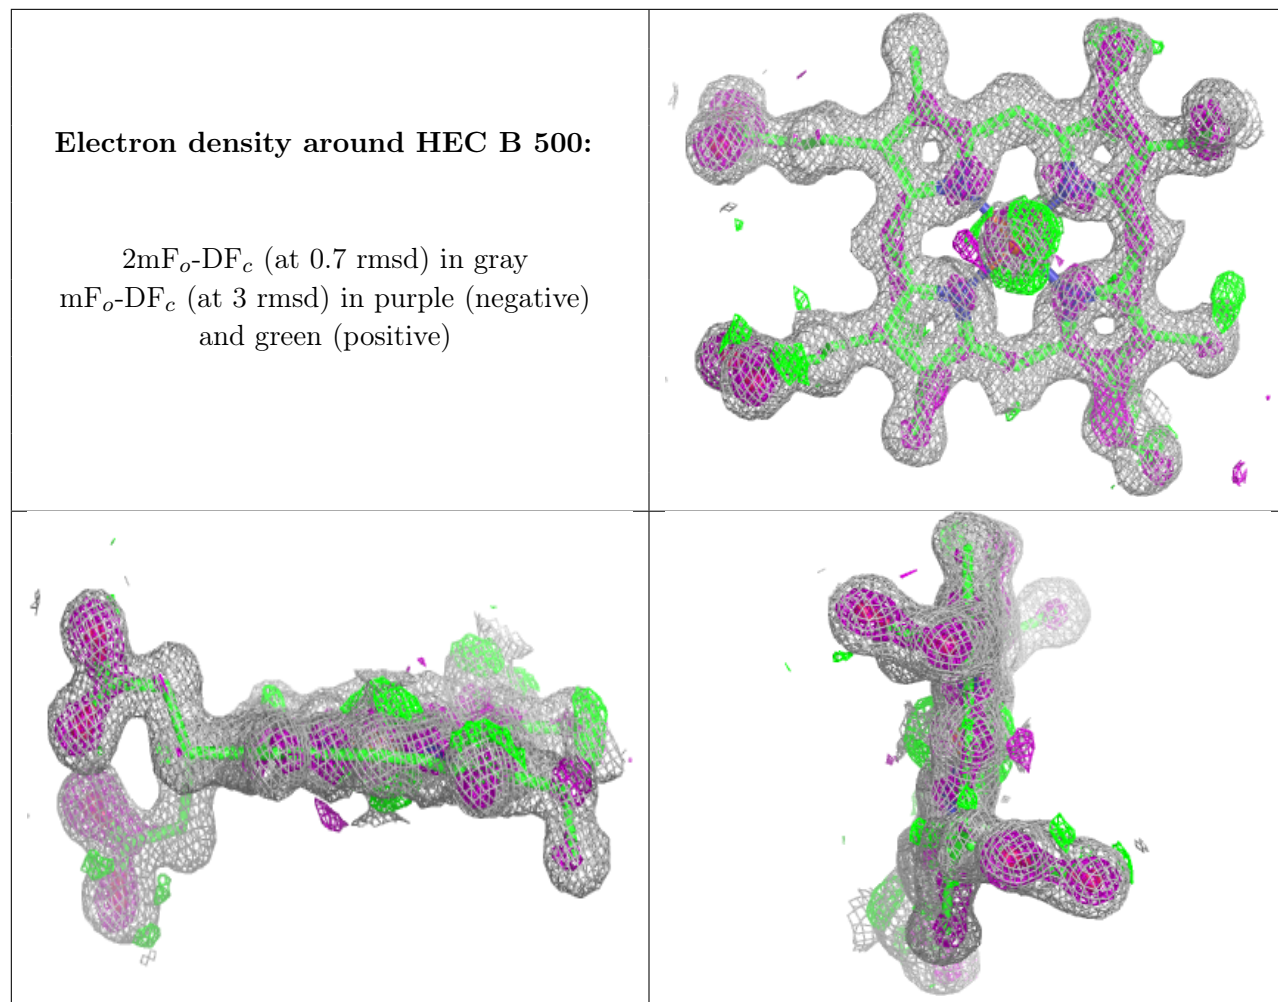 Electron density around HEC B 500:
2mFo-DFc (at 0.7 rmsd) in gray
mFo-DFc (at 3 rmsd) in purple (negative)
and green (positive)